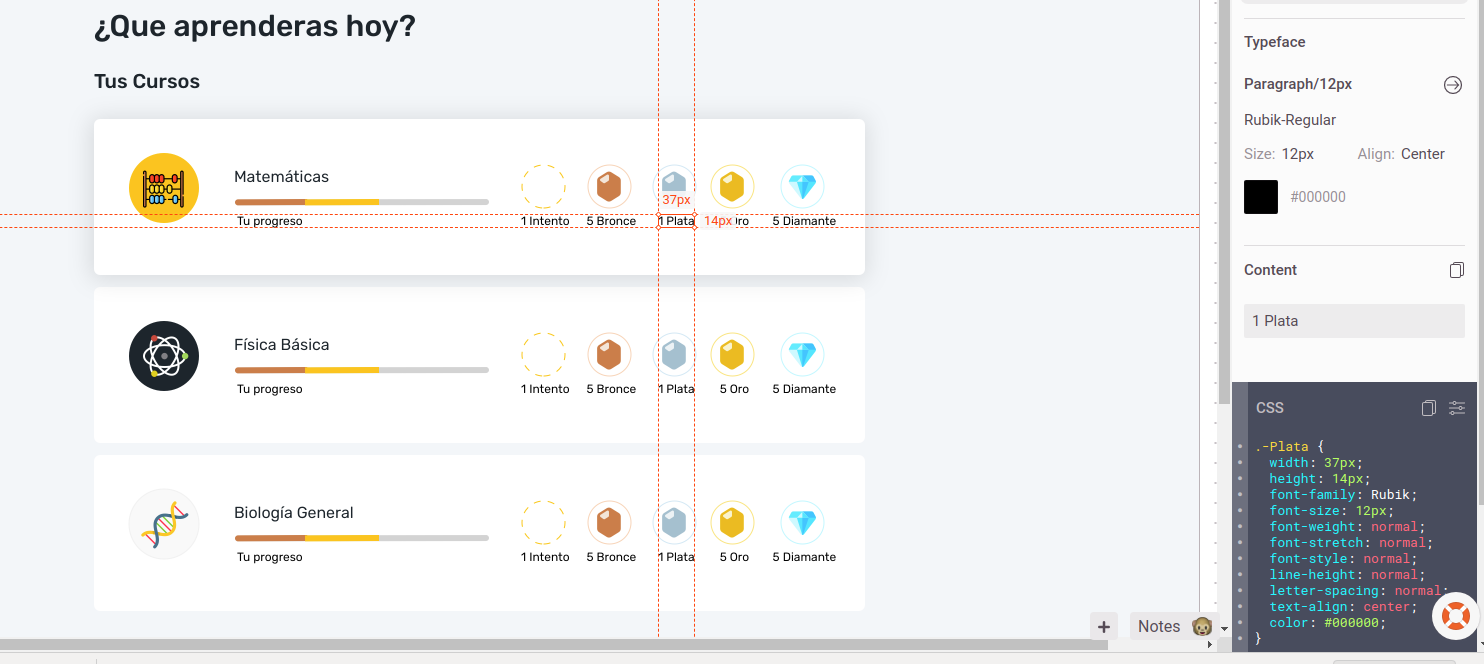 ¿Que aprenderas hoy?
Tus Cursos
Matemáticas
Tu progreso
1 Intento
5 Bronce
37px
1 Plata
14px
Oro
5 Diamante
Física Básica
Tu progreso
1 Intento
5 Bronce
1 Plata
5 Oro
5 Diamante
Biología General
Tu progreso
1 Intento
5 Bronce
1 Plata
5 Oro
5 Diamante
+
Notes
Typeface
Paragraph/12px
Rubik-Regular
Size: 12px Align: Center
#000000
Content
1 Plata
CSS
.-Plata {
width: 37px;
height: 14px;
font-family: Rubik;
font-size: 12px;
font-weight: normal;
font-stretch: normal;
font-style: normal;
line-height: normal;
letter-spacing: normal;
text-align: center;
color: #000000;
}